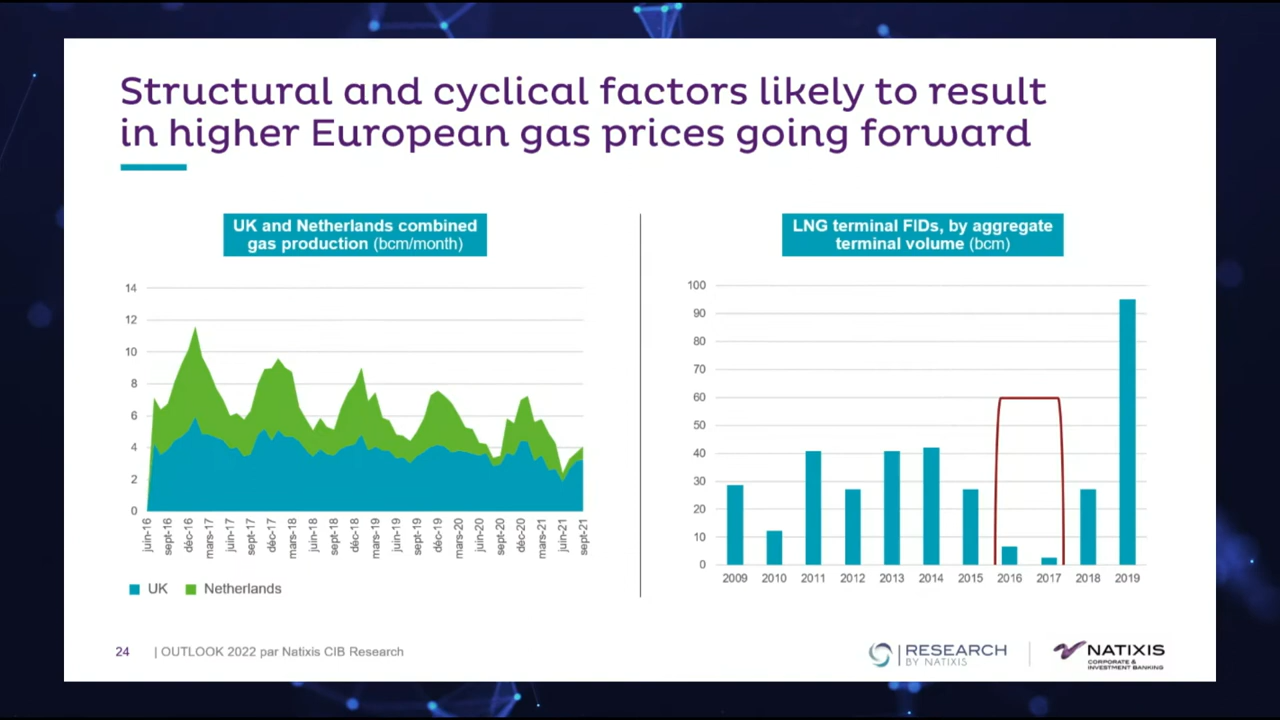 Structural and cyclical factors likely to result
in higher European gas prices going forward
UK and Netherlands combined
gas production (bcm/month)
14
12
10
8
6
4
2
0
juin-16
sept-16
déc-16
mars-17
juin-17
sept-17
déc-17
mars-18
juin-18
sept-18
déc-18
mars-19
juin-19
sept-19
déc-19
mars-20
juin-20
sept-20
déc-20
mars-21
juin-21
sept-21
UK
Netherlands
LNG terminal FIDs, by aggregate
terminal volume (bcm)
100
90
80
70
60
50
40
30
20
10
0
2009
2010
2011
2012
2013
2014
2015
2016
2017
2018
2019
24 | OUTLOOK 2022 par Natixis CIB Research
RESEARCH
BY NATIXIS
NATIXIS
CORPORATE &
INVESTMENT BANKING